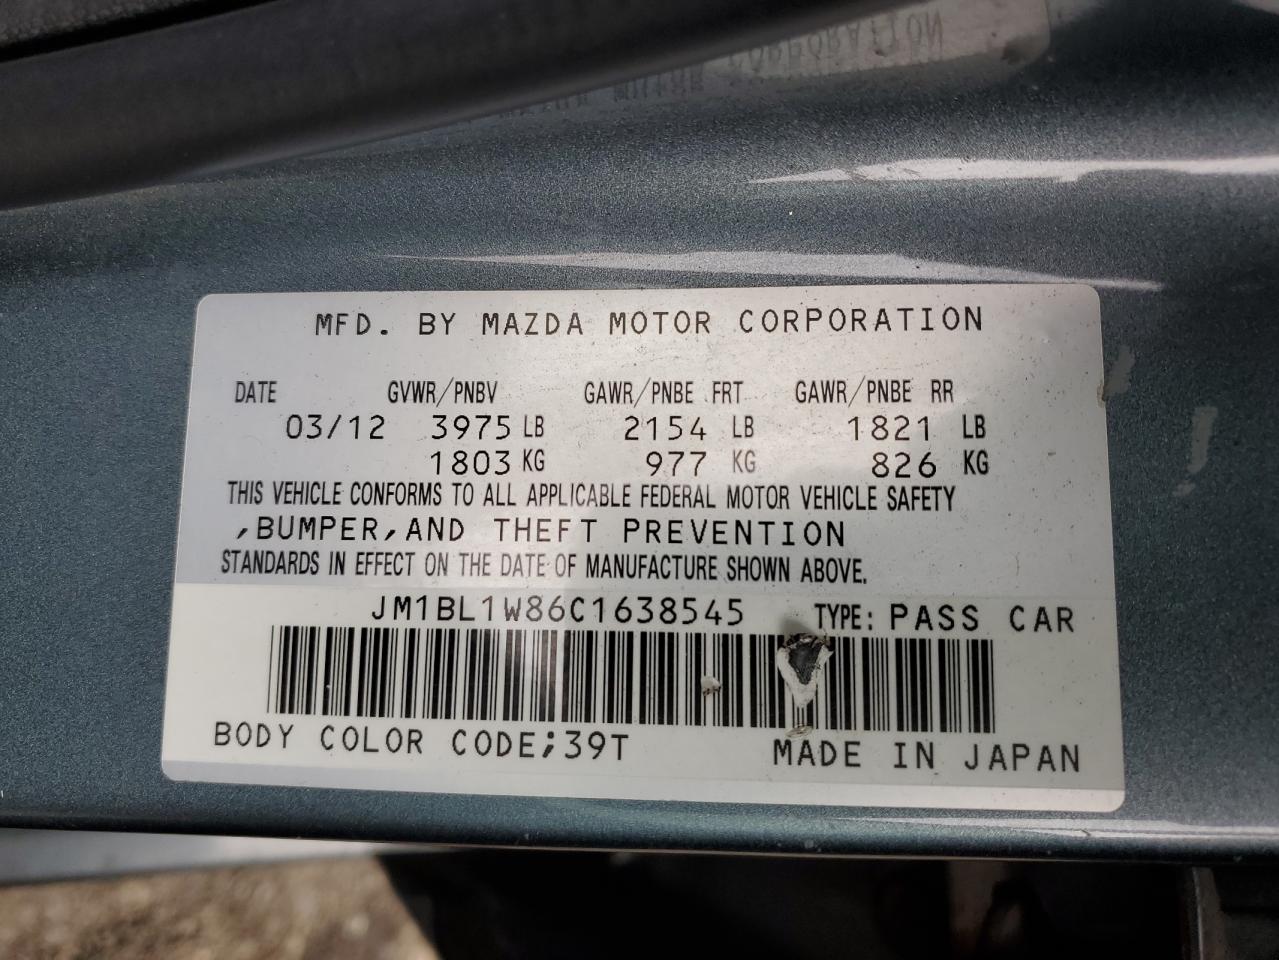 MFD. BY MAZDA MOTOR CORPORATION
DATE GVWR/PNBV GAWR/PNBE FRT GAWR/PNBE RR
03/12 3975 LB 2154 LB 1821 LB
1803 KG 977 KG 826 KG
THIS VEHICLE CONFORMS TO ALL APPLICABLE FEDERAL MOTOR VEHICLE SAFETY
,BUMPER,AND THEFT PREVENTION
STANDARDS IN EFFECT ON THE DATE OF MANUFACTURE SHOWN ABOVE.
JM1BL1W86C1638545 TYPE: PASS CAR
BODY COLOR CODE;39T MADE IN JAPAN